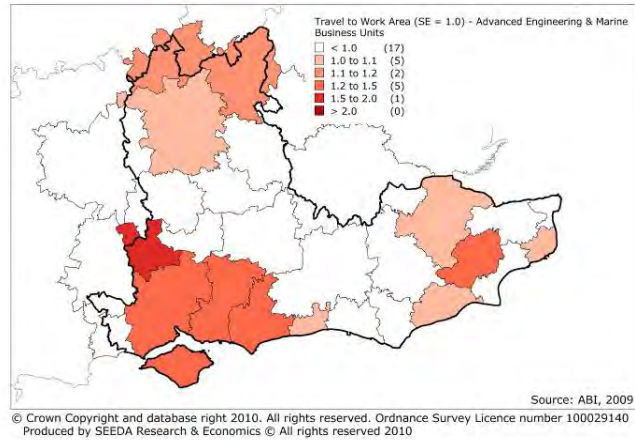 Travel to Work Area (SE = 1.0) - Advanced Engineering & Marine
Business Units
< 1.0 (17)
1.0 to 1.1 (5)
1.1 to 1.2 (2)
1.2 to 1.5 (5)
1.5 to 2.0 (1)
> 2.0 (0)
Source: ABI, 2009
© Crown Copyright and database right 2010. All rights reserved. Ordnance Survey Licence number 100029140
Produced by SEEDA Research & Economics © All rights reserved 2010